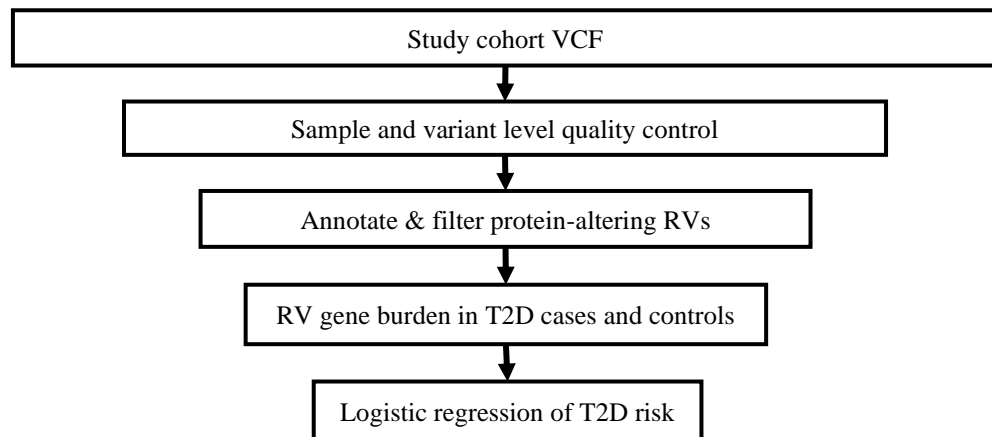 Study cohort VCF
Sample and variant level quality control
Annotate & filter protein-altering RVs
RV gene burden in T2D cases and controls
Logistic regression of T2D risk